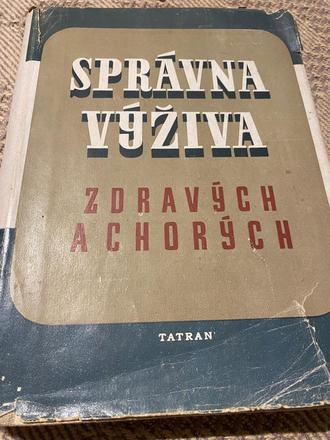 SPRÁVNA
VÝŽIVA
ZDRAVÝCH
A CHORÝCH
TATRAN